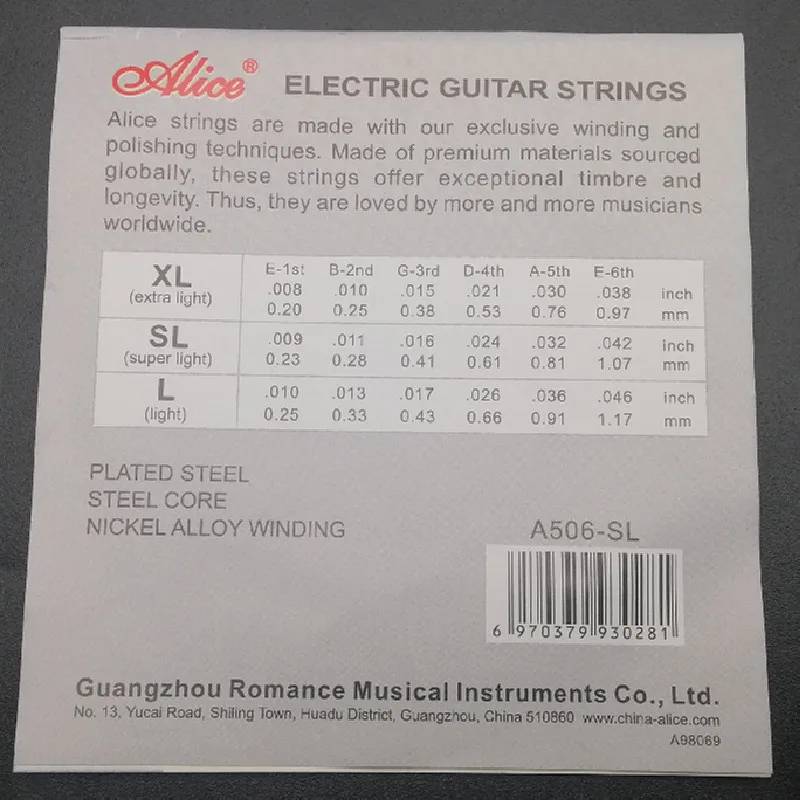 Alice® ELECTRIC GUITAR STRINGS
Alice strings are made with our exclusive winding and
polishing techniques. Made of premium materials sourced
globally, these strings offer exceptional timbre and
longevity. Thus, they are loved by more and more musicians
worldwide.
XL (extra light)
E-1st B-2nd G-3rd D-4th A-5th E-6th
.008 .010 .015 .021 .030 .038 inch
0.20 0.25 0.38 0.53 0.76 0.97 mm
SL (super light)
.009 .011 .016 .024 .032 .042 inch
0.23 0.28 0.41 0.61 0.81 1.07 mm
L (light)
.010 .013 .017 .026 .036 .046 inch
0.25 0.33 0.43 0.66 0.91 1.17 mm
PLATED STEEL
STEEL CORE
NICKEL ALLOY WINDING
A506-SL
6 970379 930281
Guangzhou Romance Musical Instruments Co., Ltd.
No. 13, Yucai Road, Shiling Town, Huadu District, Guangzhou, China 510860 www.china-alice.com
A98069